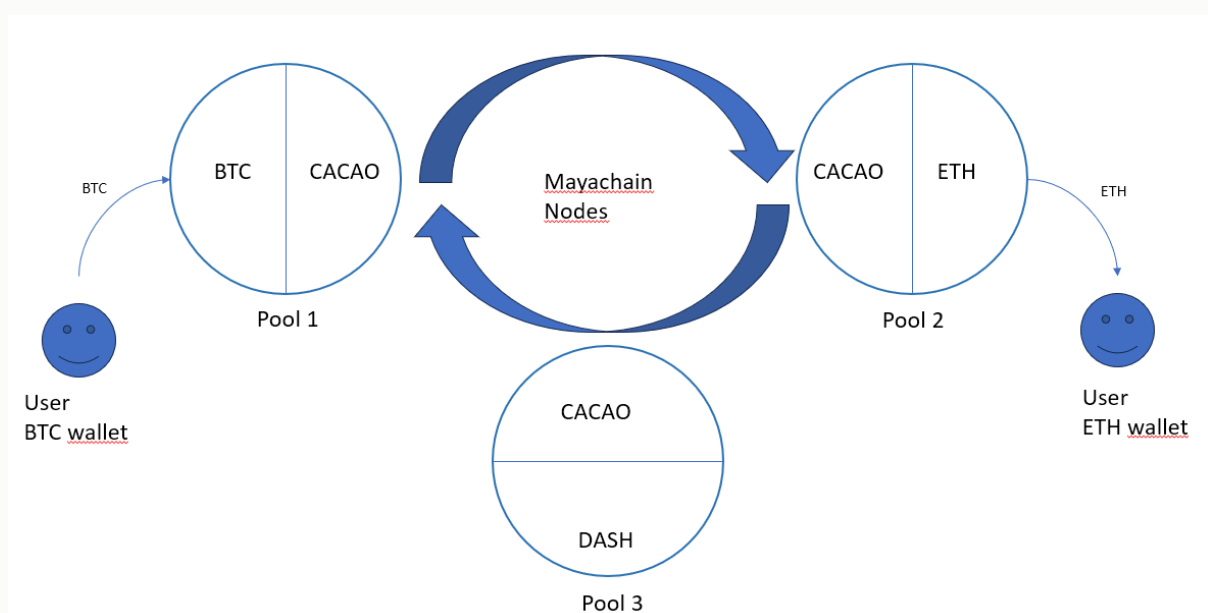 BTC
BTC
CACAO
Mayachain
Nodes
CACAO
ETH
ETH
Pool 1
Pool 2
User
BTC wallet
User
ETH wallet
CACAO
DASH
Pool 3